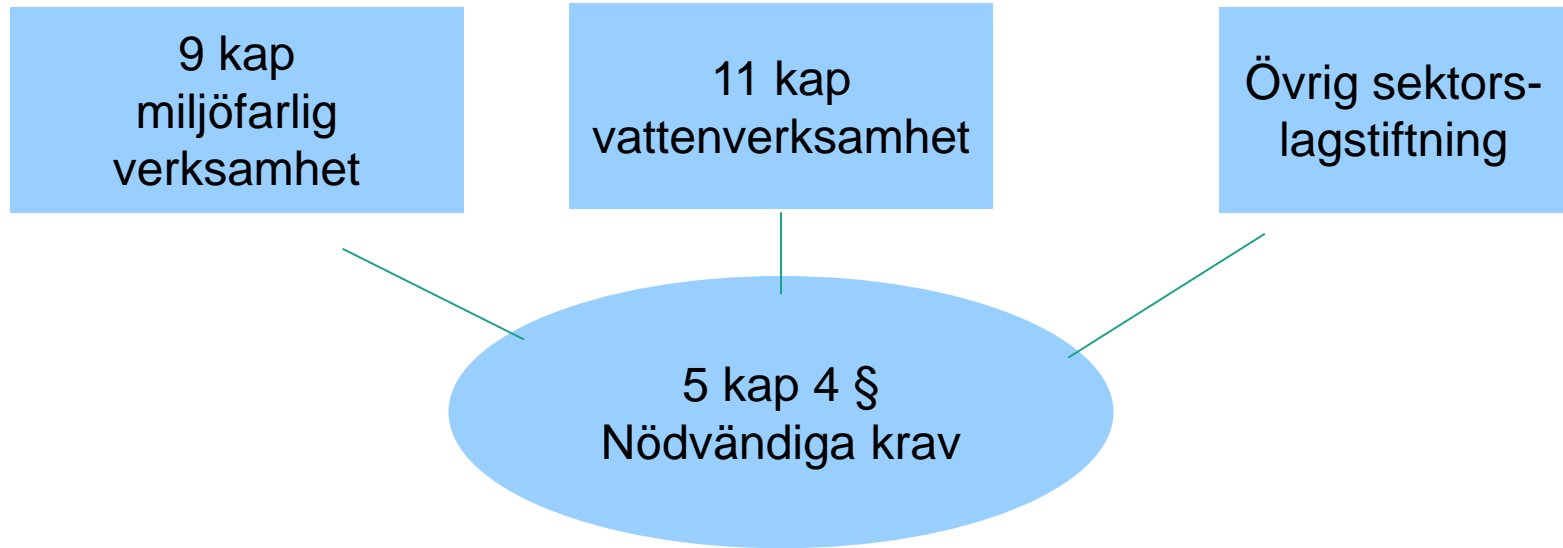 9 kap
miljöfarlig
verksamhet
11 kap
vattenverksamhet
Övrig sektors-
lagstiftning
5 kap 4 §
Nödvändiga krav